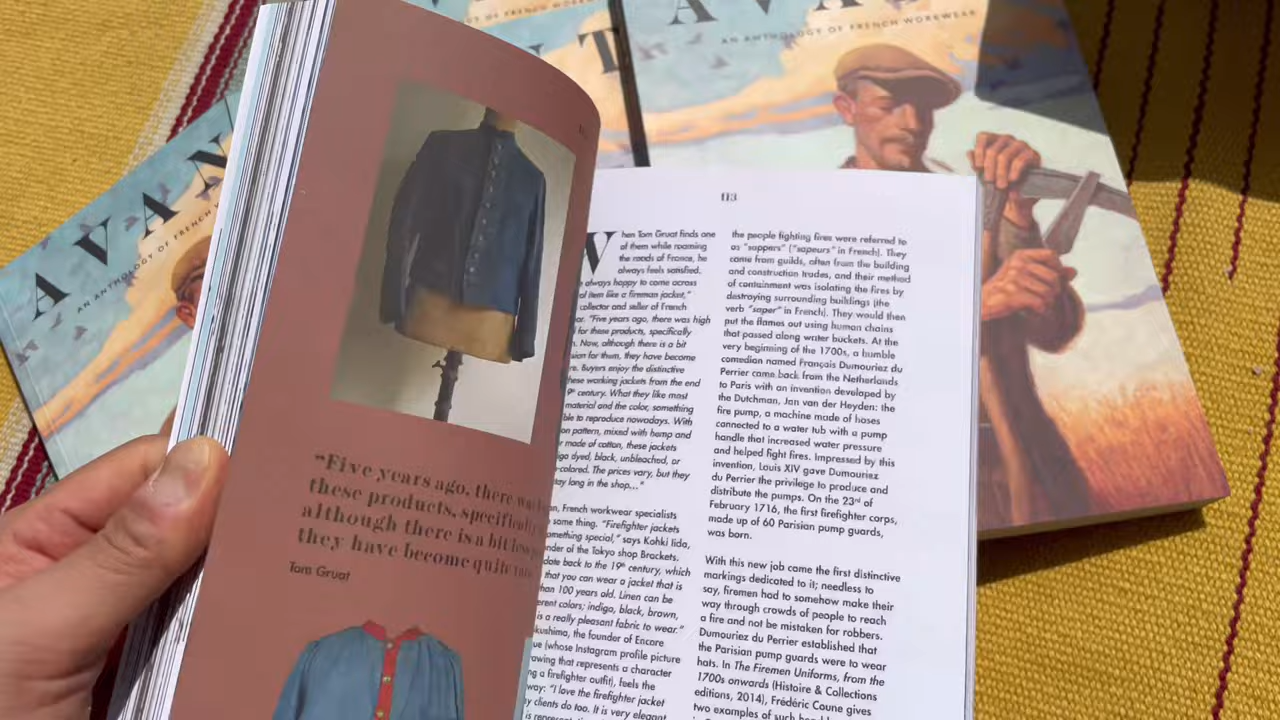 OF FRENCH WORKW
N T
A V A
AN ANTHOLOGY OF FRENCH WORKWEAR
A V A N
AN ANTHOLOGY OF FRENCH
"Five years ago, there was
these products, specifically
although there is a bit less
they have become quite
Tom Gruat
113
When Tom Gruat finds one
of them while roaming
the roads of France, he
always feels satisfied.
always happy to come across
of item like a fireman jacket,"
collector and seller of French
"Five years ago, there was high
for these products, specifically
Now, although there is a bit
for them, they have become
Buyers enjoy the distinctive
these working jackets from the end
century. What they like most
material and the color, something
to reproduce nowadays. With
pattern, mixed with hemp and
made of cotton, these jackets
dyed, black, unbleached, or
colored. The prices vary, but they
long in the shop..."
French workwear specialists
same thing. "Firefighter jackets
something special," says Kohki Iida,
founder of the Tokyo shop Brackets.
date back to the 19th century, which
that you can wear a jacket that is
than 100 years old. Linen can be
different colors; indigo, black, brown,
is a really pleasant fabric to wear."
the founder of Encore
(whose Instagram profile picture
drawing that represents a character
a firefighter outfit), feels the
way: "I love the firefighter jacket
clients do too. It is very elegant
the people fighting fires were referred to
as "sappers" ("sapeurs" in French). They
came from guilds, often from the building
and construction trades, and their method
of containment was isolating the fires by
destroying surrounding buildings (the
verb "saper" in French). They would then
put the flames out using human chains
that passed along water buckets. At the
very beginning of the 1700s, a humble
comedian named François Dumouriez du
Perrier came back from the Netherlands
to Paris with an invention developed by
the Dutchman, Jan van der Heyden: the
fire pump, a machine made of hoses
connected to a water tub with a pump
handle that increased water pressure
and helped fight fires. Impressed by this
invention, Louis XIV gave Dumouriez
du Perrier the privilege to produce and
distribute the pumps. On the 23rd of
February 1716, the first firefighter corps,
made up of 60 Parisian pump guards,
was born.
With this new job came the first distinctive
markings dedicated to it; needless to
say, firemen had to somehow make their
way through crowds of people to reach
a fire and not be mistaken for robbers.
Dumouriez du Perrier established that
the Parisian pump guards were to wear
hats. In The Firemen Uniforms, from the
1700s onwards (Histoire & Collections
editions, 2014), Frédéric Coune gives
two examples of such